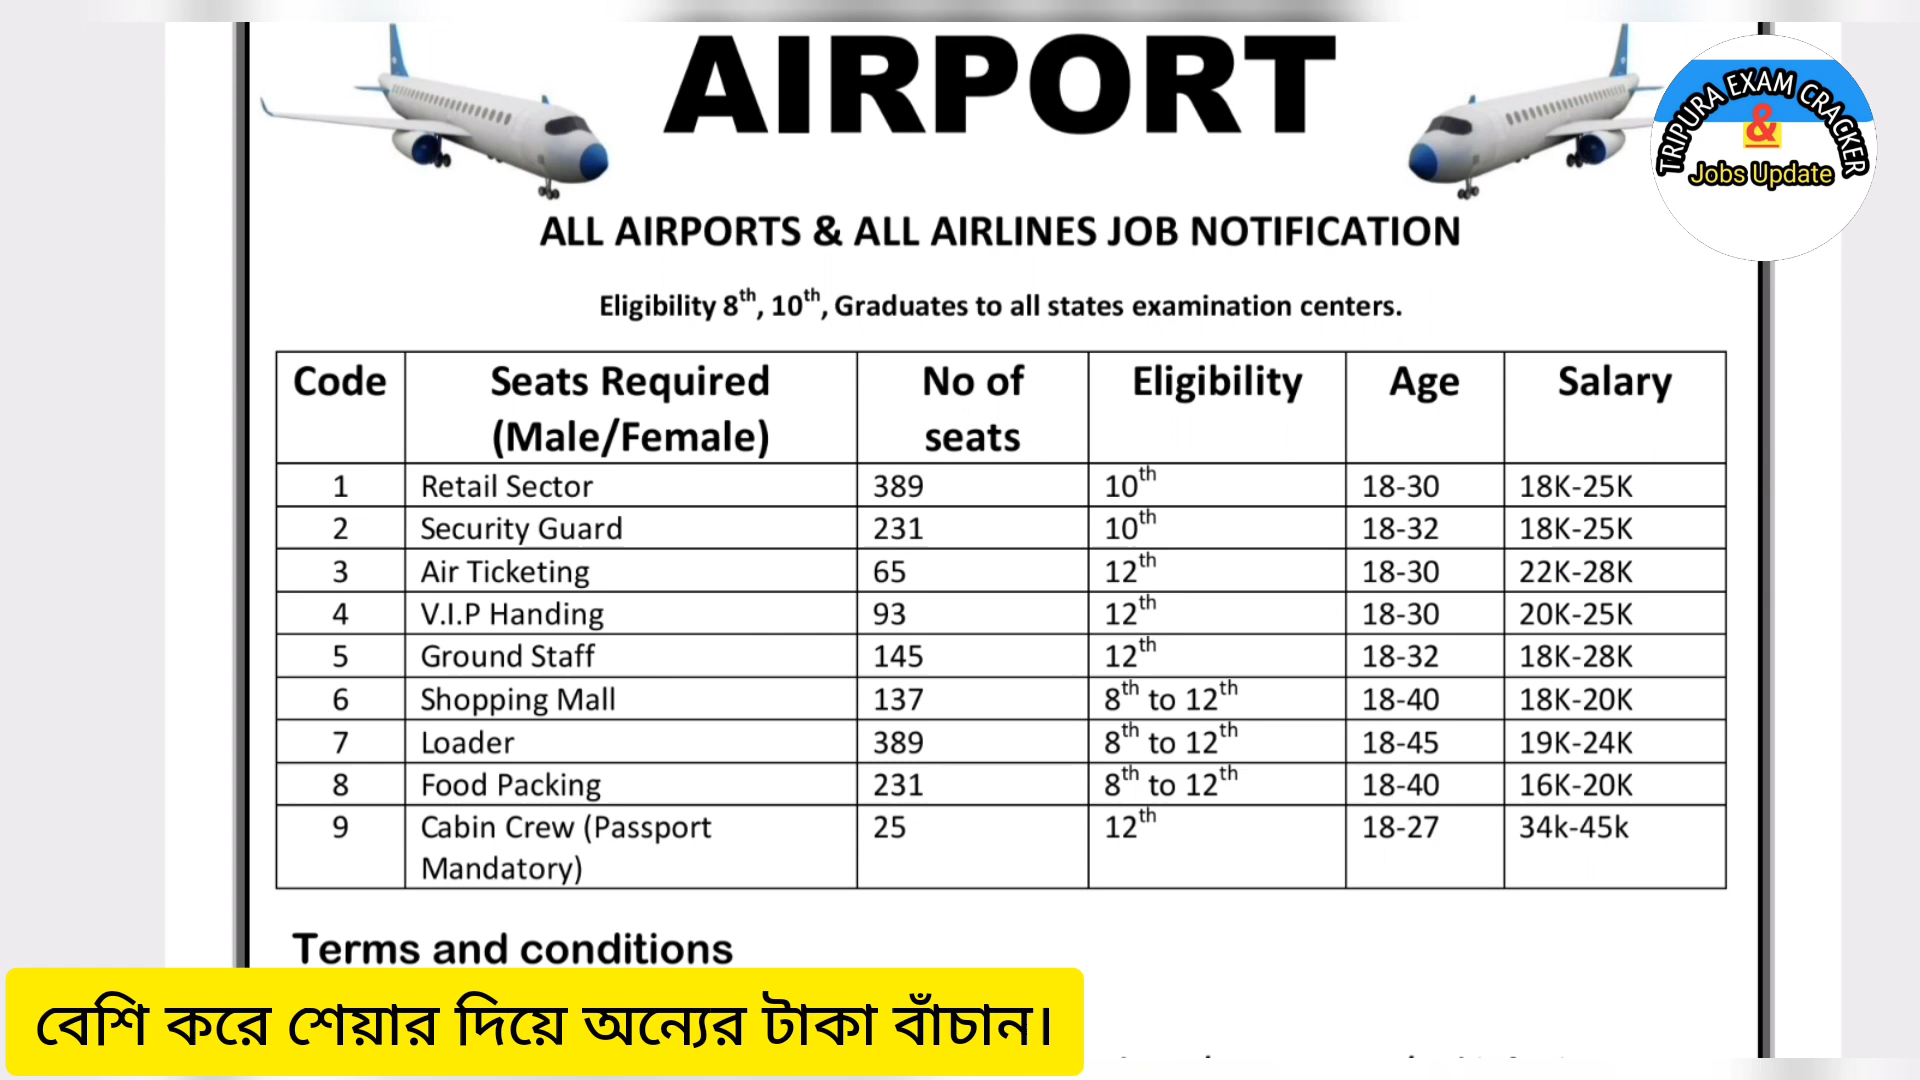 AIRPORT
TRIPURA EXAM CRACKER
&
Jobs Update
ALL AIRPORTS & ALL AIRLINES JOB NOTIFICATION
Eligibility 8th, 10th, Graduates to all states examination centers.
Code Seats Required (Male/Female) No of seats Eligibility Age Salary
1 Retail Sector 389 10th 18-30 18K-25K
2 Security Guard 231 10th 18-32 18K-25K
3 Air Ticketing 65 12th 18-30 22K-28K
4 V.I.P Handing 93 12th 18-30 20K-25K
5 Ground Staff 145 12th 18-32 18K-28K
6 Shopping Mall 137 8th to 12th 18-40 18K-20K
7 Loader 389 8th to 12th 18-45 19K-24K
8 Food Packing 231 8th to 12th 18-40 16K-20K
9 Cabin Crew (Passport Mandatory) 25 12th 18-27 34k-45k
Terms and conditions
বেশি করে শেয়ার দিয়ে অন্যের টাকা বাঁচান।